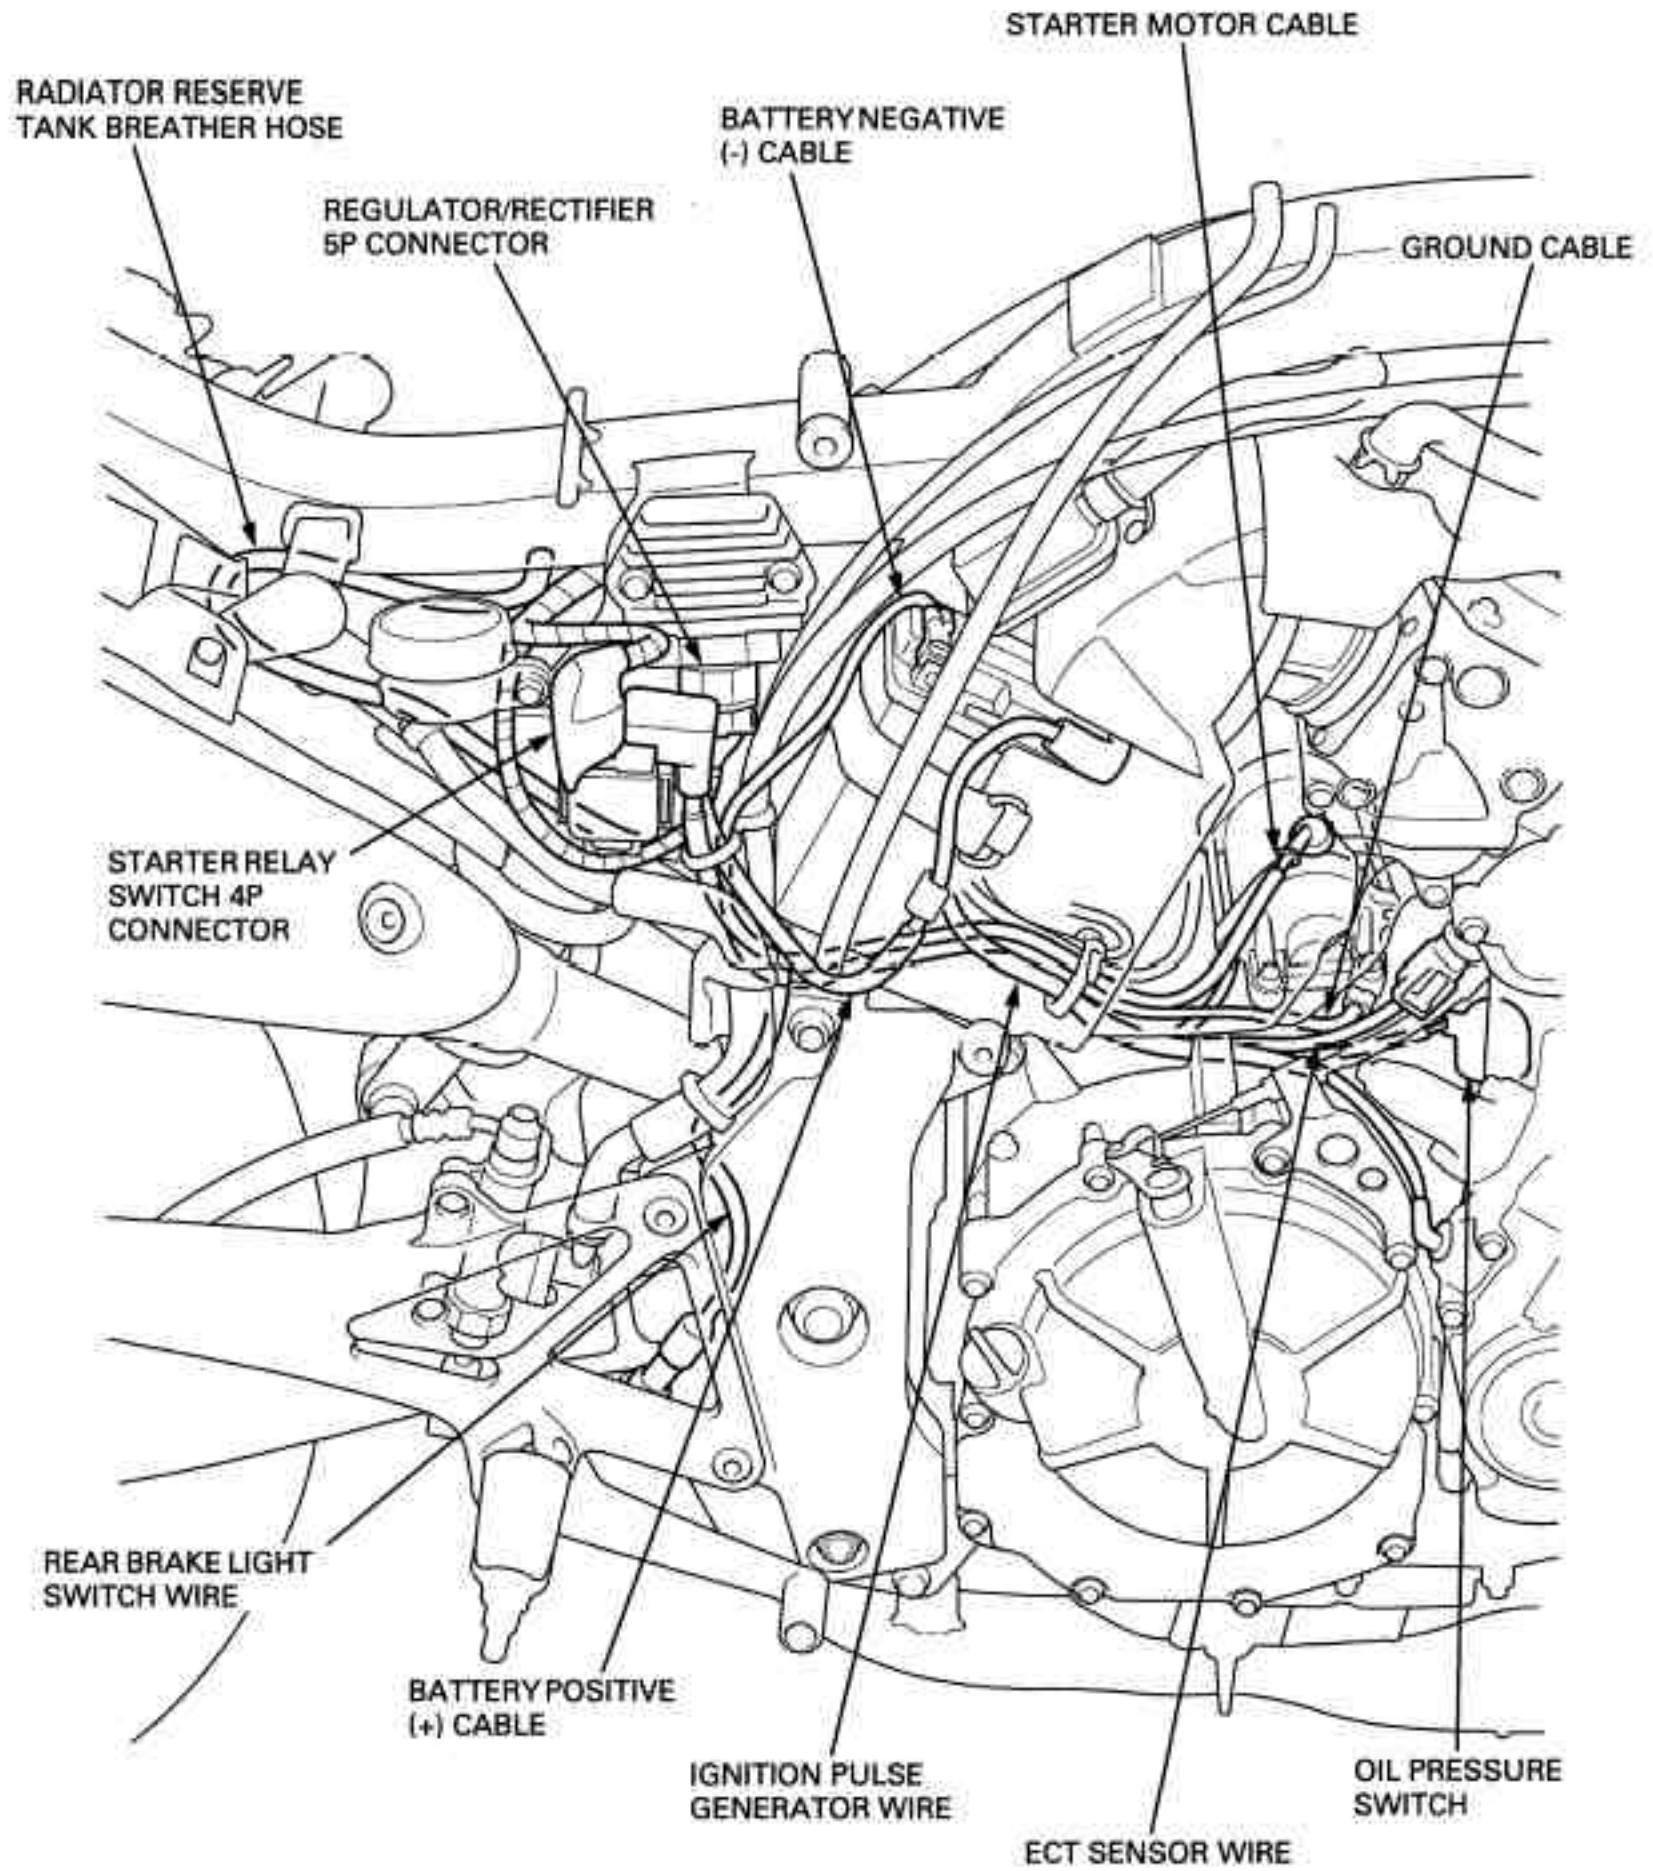 STARTER MOTOR CABLE
RADIATOR RESERVE
TANK BREATHER HOSE
BATTERY NEGATIVE
(-) CABLE
REGULATOR/RECTIFIER
5P CONNECTOR
GROUND CABLE
STARTER RELAY
SWITCH 4P
CONNECTOR
REAR BRAKE LIGHT
SWITCH WIRE
BATTERY POSITIVE
(+) CABLE
IGNITION PULSE
GENERATOR WIRE
OIL PRESSURE
SWITCH
ECT SENSOR WIRE